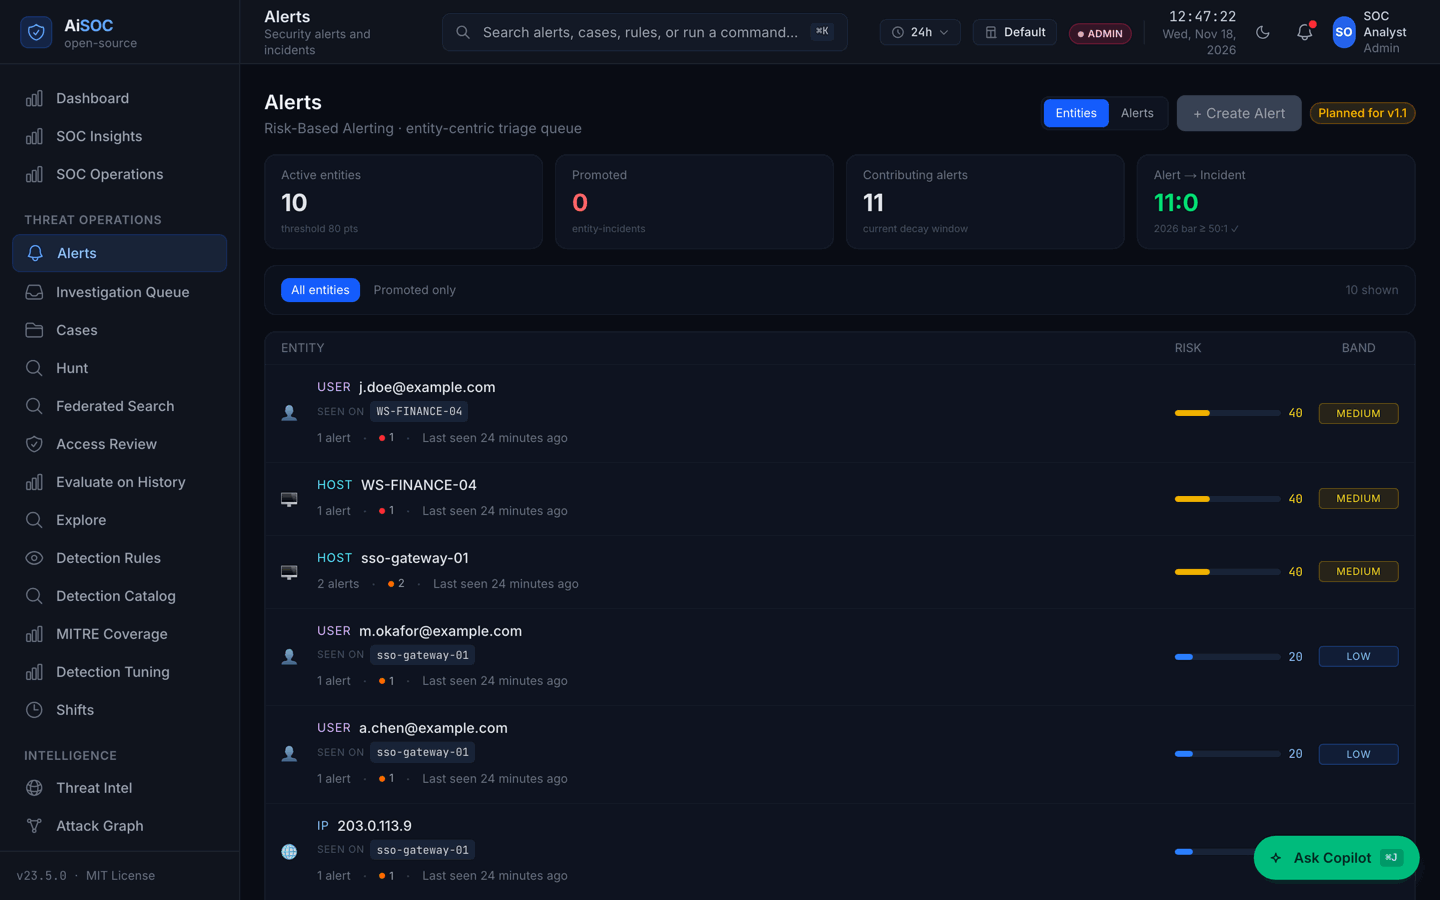 AiSOC
open-source
Alerts
Security alerts and
incidents
Search alerts, cases, rules, or run a command...
⌘K
24h
Default
ADMIN
12:47:22
Wed, Nov 18,
2026
SO
SOC
Analyst
Admin
Dashboard
SOC Insights
SOC Operations
THREAT OPERATIONS
Alerts
Investigation Queue
Cases
Hunt
Federated Search
Access Review
Evaluate on History
Explore
Detection Rules
Detection Catalog
MITRE Coverage
Detection Tuning
Shifts
INTELLIGENCE
Threat Intel
Attack Graph
v23.5.0 · MIT License
Alerts
Risk-Based Alerting · entity-centric triage queue
Entities
Alerts
+ Create Alert
Planned for v1.1
Active entities
10
threshold 80 pts
Promoted
0
entity-incidents
Contributing alerts
11
current decay window
Alert → Incident
11:0
2026 bar ≥ 50:1 ✓
All entities
Promoted only
10 shown
ENTITY
RISK
BAND
USER j.doe@example.com
SEEN ON WS-FINANCE-04
1 alert · 1 · Last seen 24 minutes ago
40
MEDIUM
HOST WS-FINANCE-04
1 alert · 1 · Last seen 24 minutes ago
40
MEDIUM
HOST sso-gateway-01
2 alerts · 2 · Last seen 24 minutes ago
40
MEDIUM
USER m.okafor@example.com
SEEN ON sso-gateway-01
1 alert · 1 · Last seen 24 minutes ago
20
LOW
USER a.chen@example.com
SEEN ON sso-gateway-01
1 alert · 1 · Last seen 24 minutes ago
20
LOW
IP 203.0.113.9
SEEN ON sso-gateway-01
1 alert · 1 · Last seen 24 minutes ago
Ask Copilot ⌘J